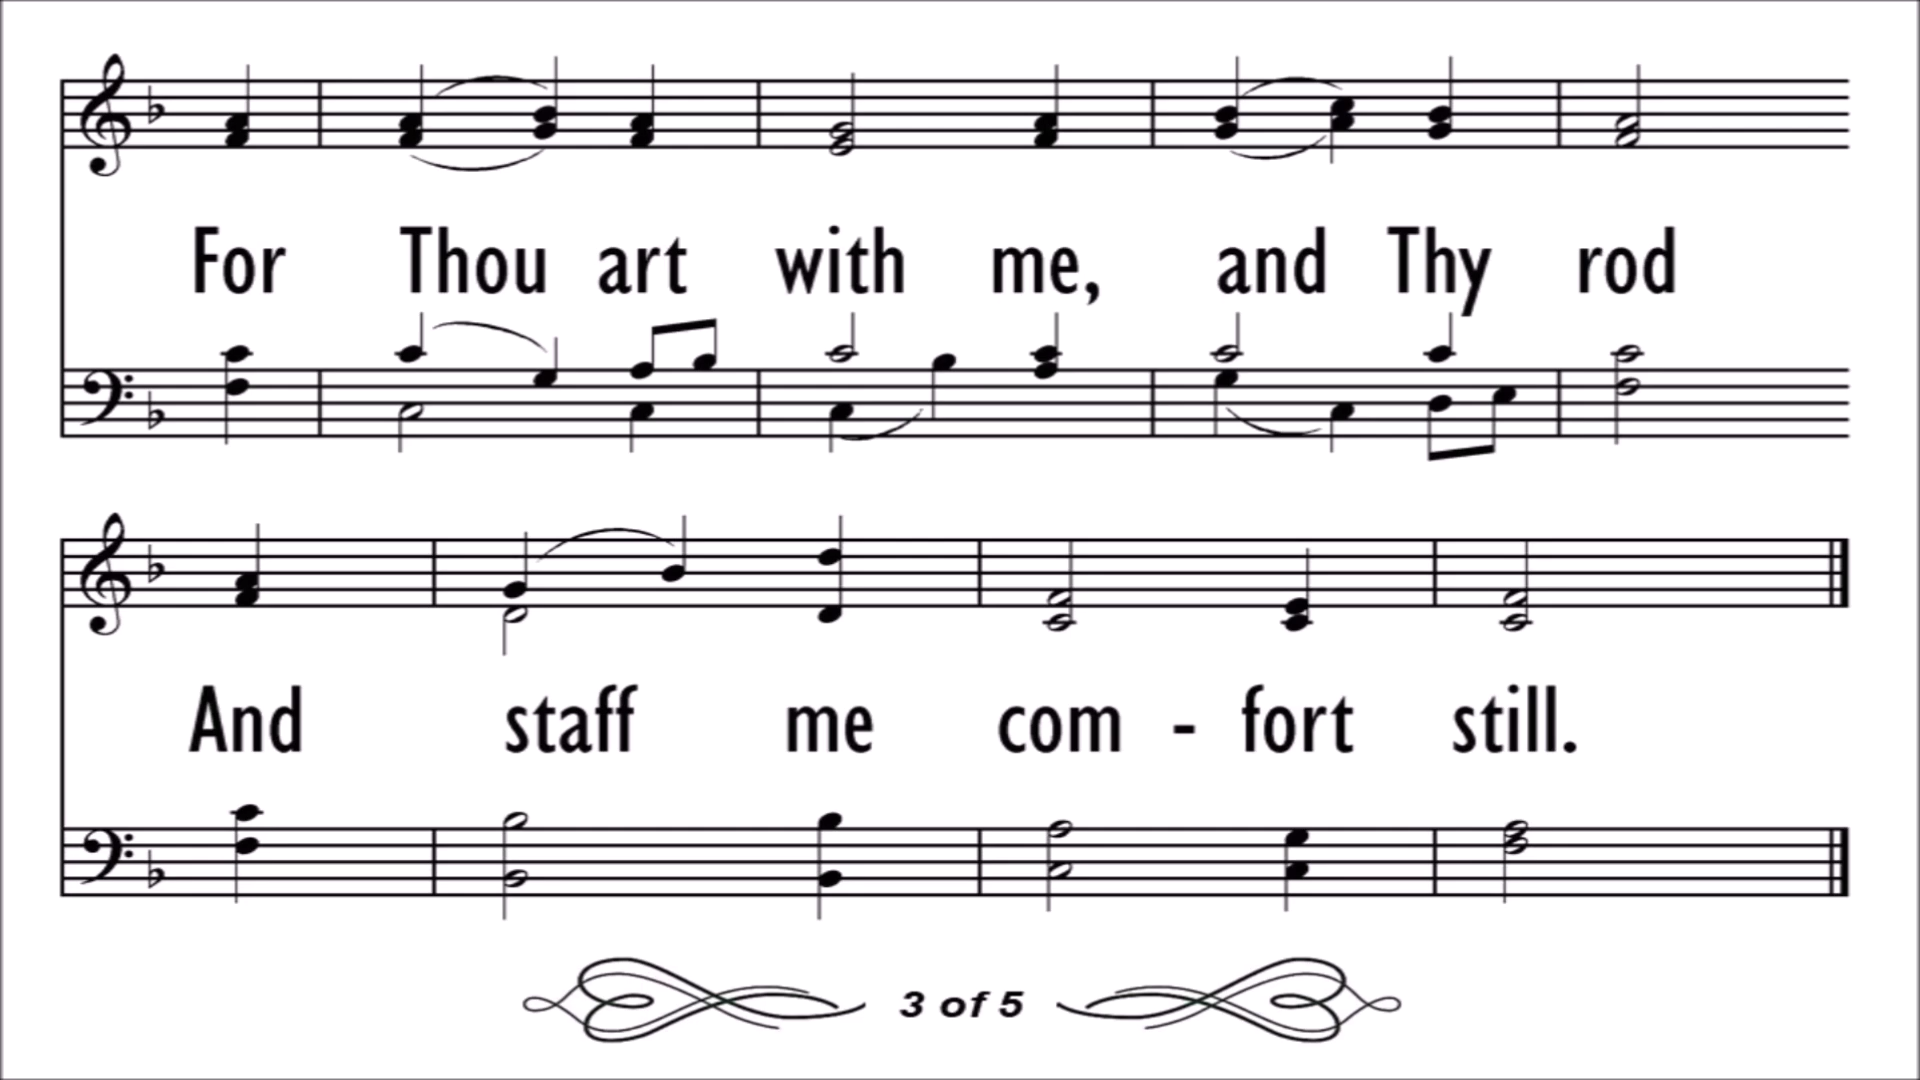 For Thou art with me, and Thy rod
And staff me com - fort still.
3 of 5